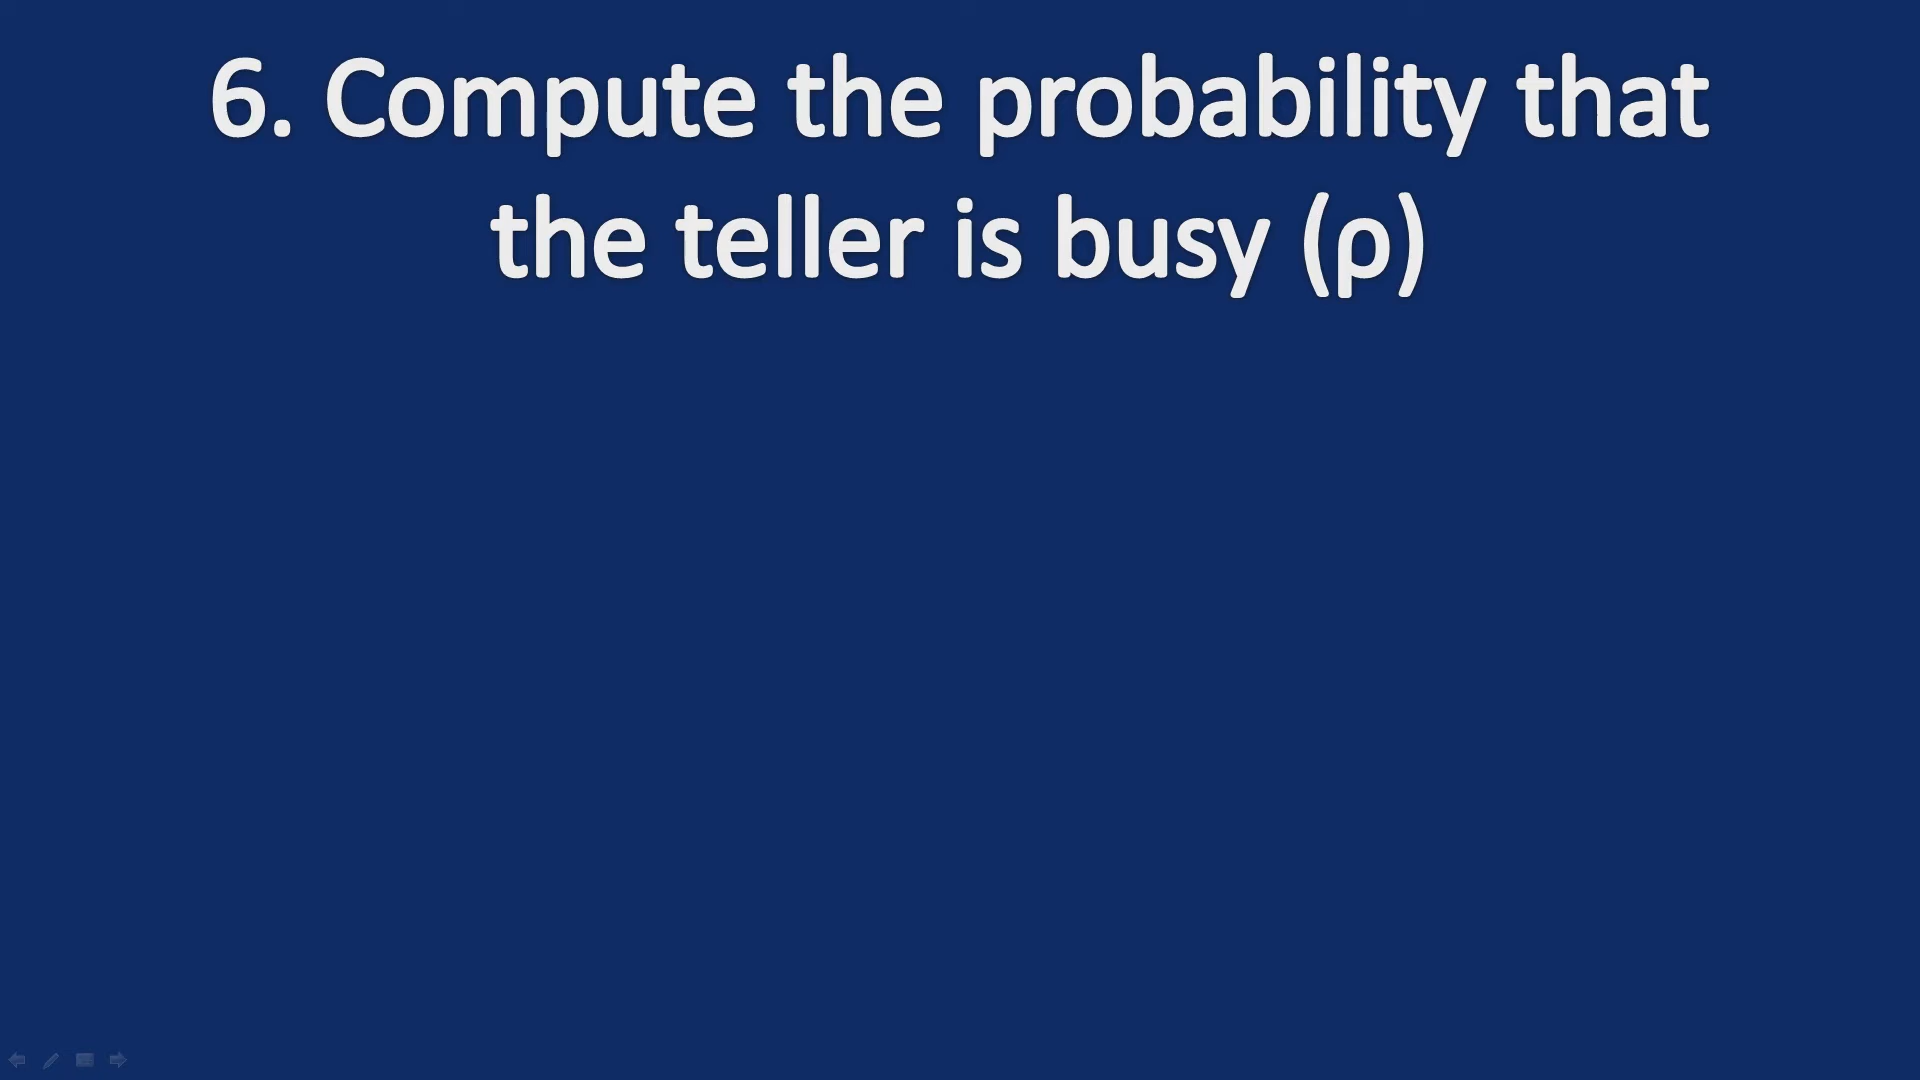 6. Compute the probability that
the teller is busy (ρ)